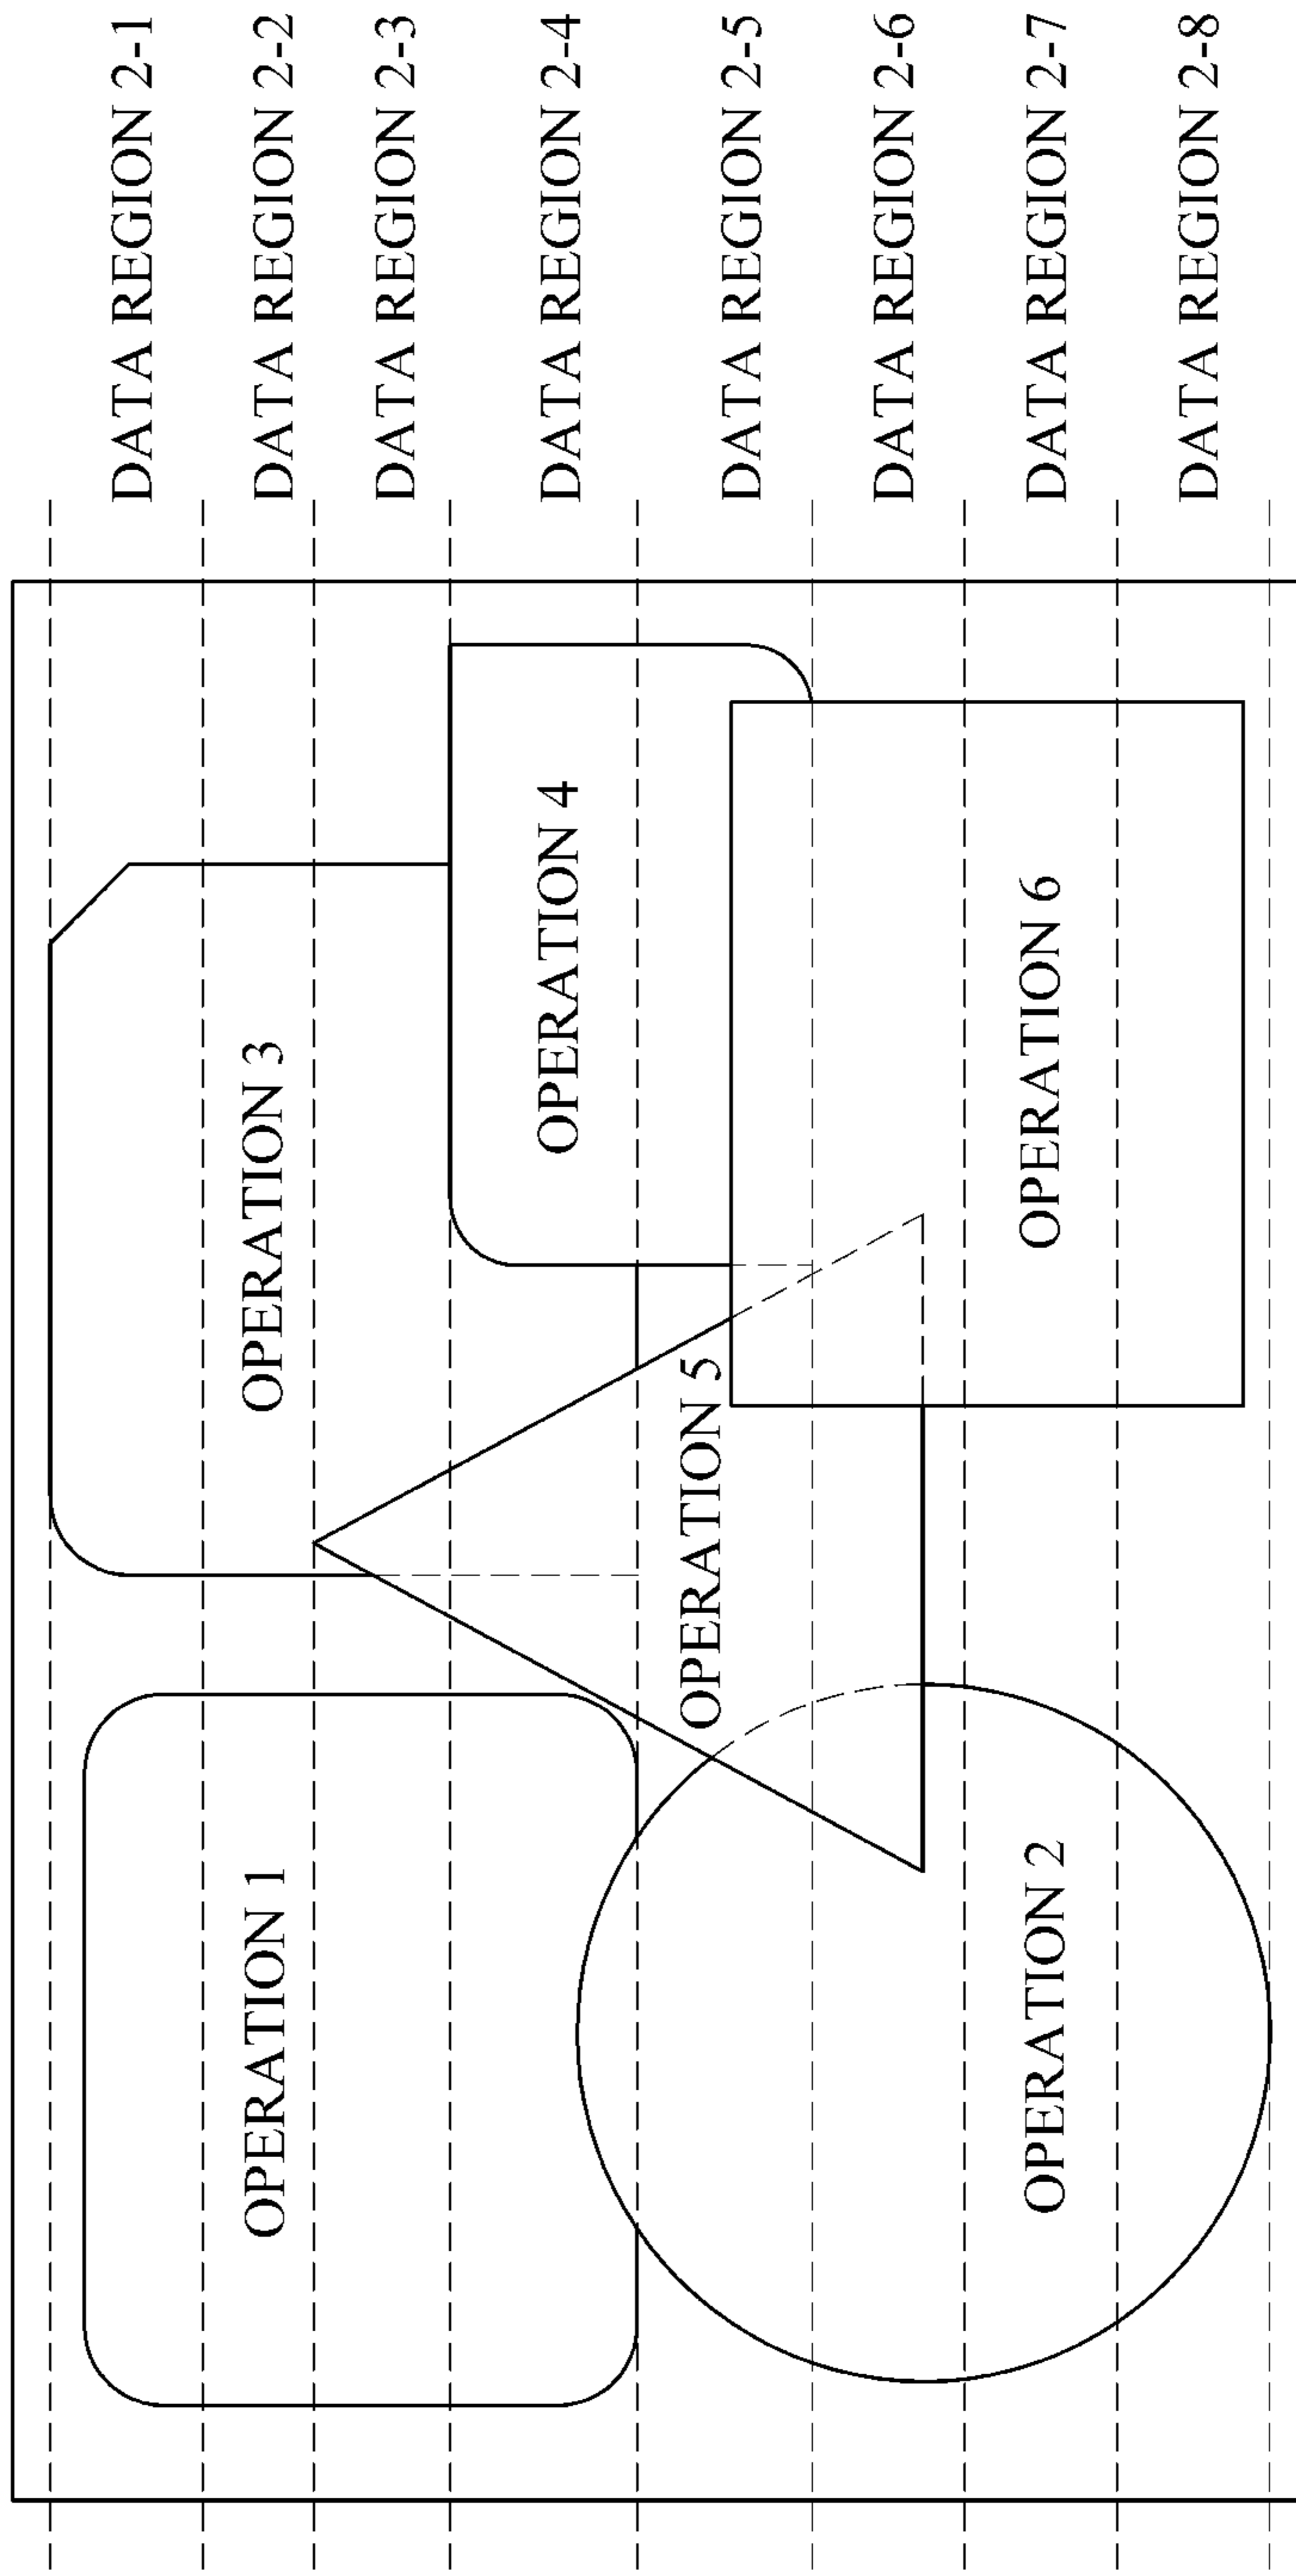 OPERATION 1
OPERATION 3
OPERATION 4
OPERATION 5
OPERATION 2
OPERATION 6
DATA REGION 2-1
DATA REGION 2-2
DATA REGION 2-3
DATA REGION 2-4
DATA REGION 2-5
DATA REGION 2-6
DATA REGION 2-7
DATA REGION 2-8